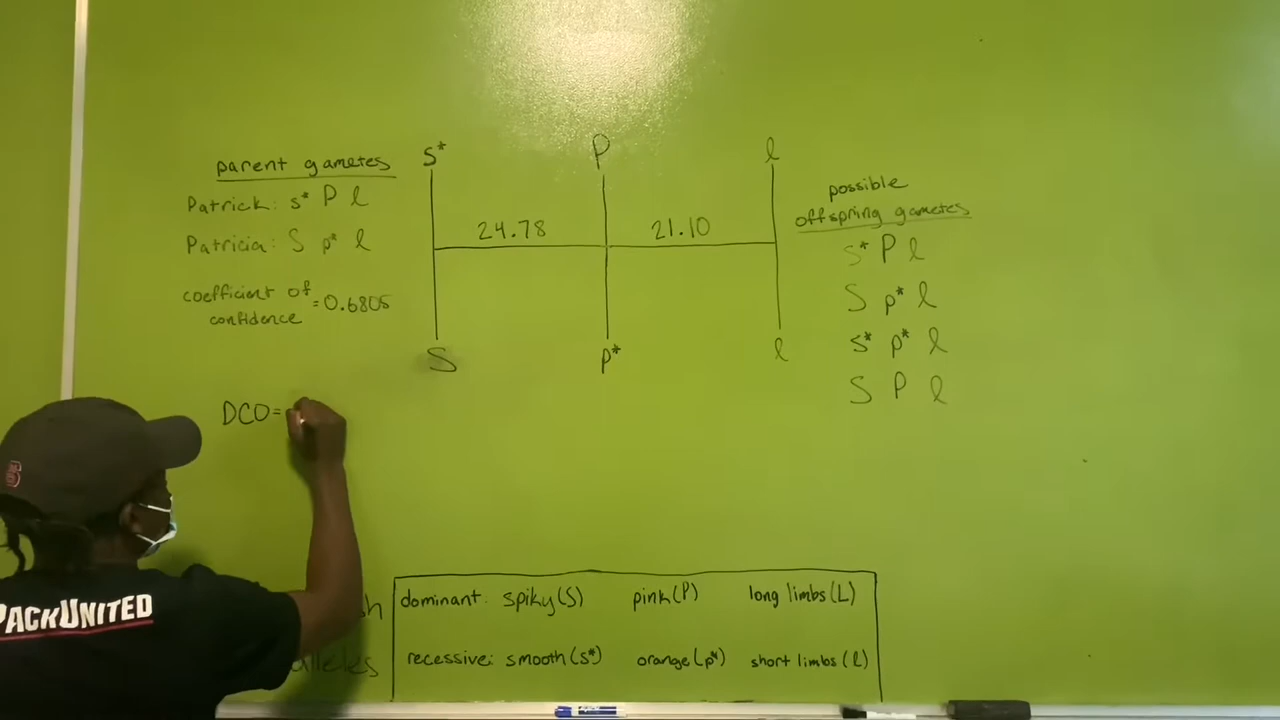 parent gametes
Patrick: s* P l
Patricia: S p* l
coefficient of
confidence = 0.6805
s* P l
24.78 21.10
S p* l
possible
offspring gametes
s* P l
S p* l
s* p* l
S P l
DCO=
dominant: spiky(S) pink(P) long limbs(L)
recessive: smooth(s*) orange(p*) short limbs(l)
alleles
PACKUNITED